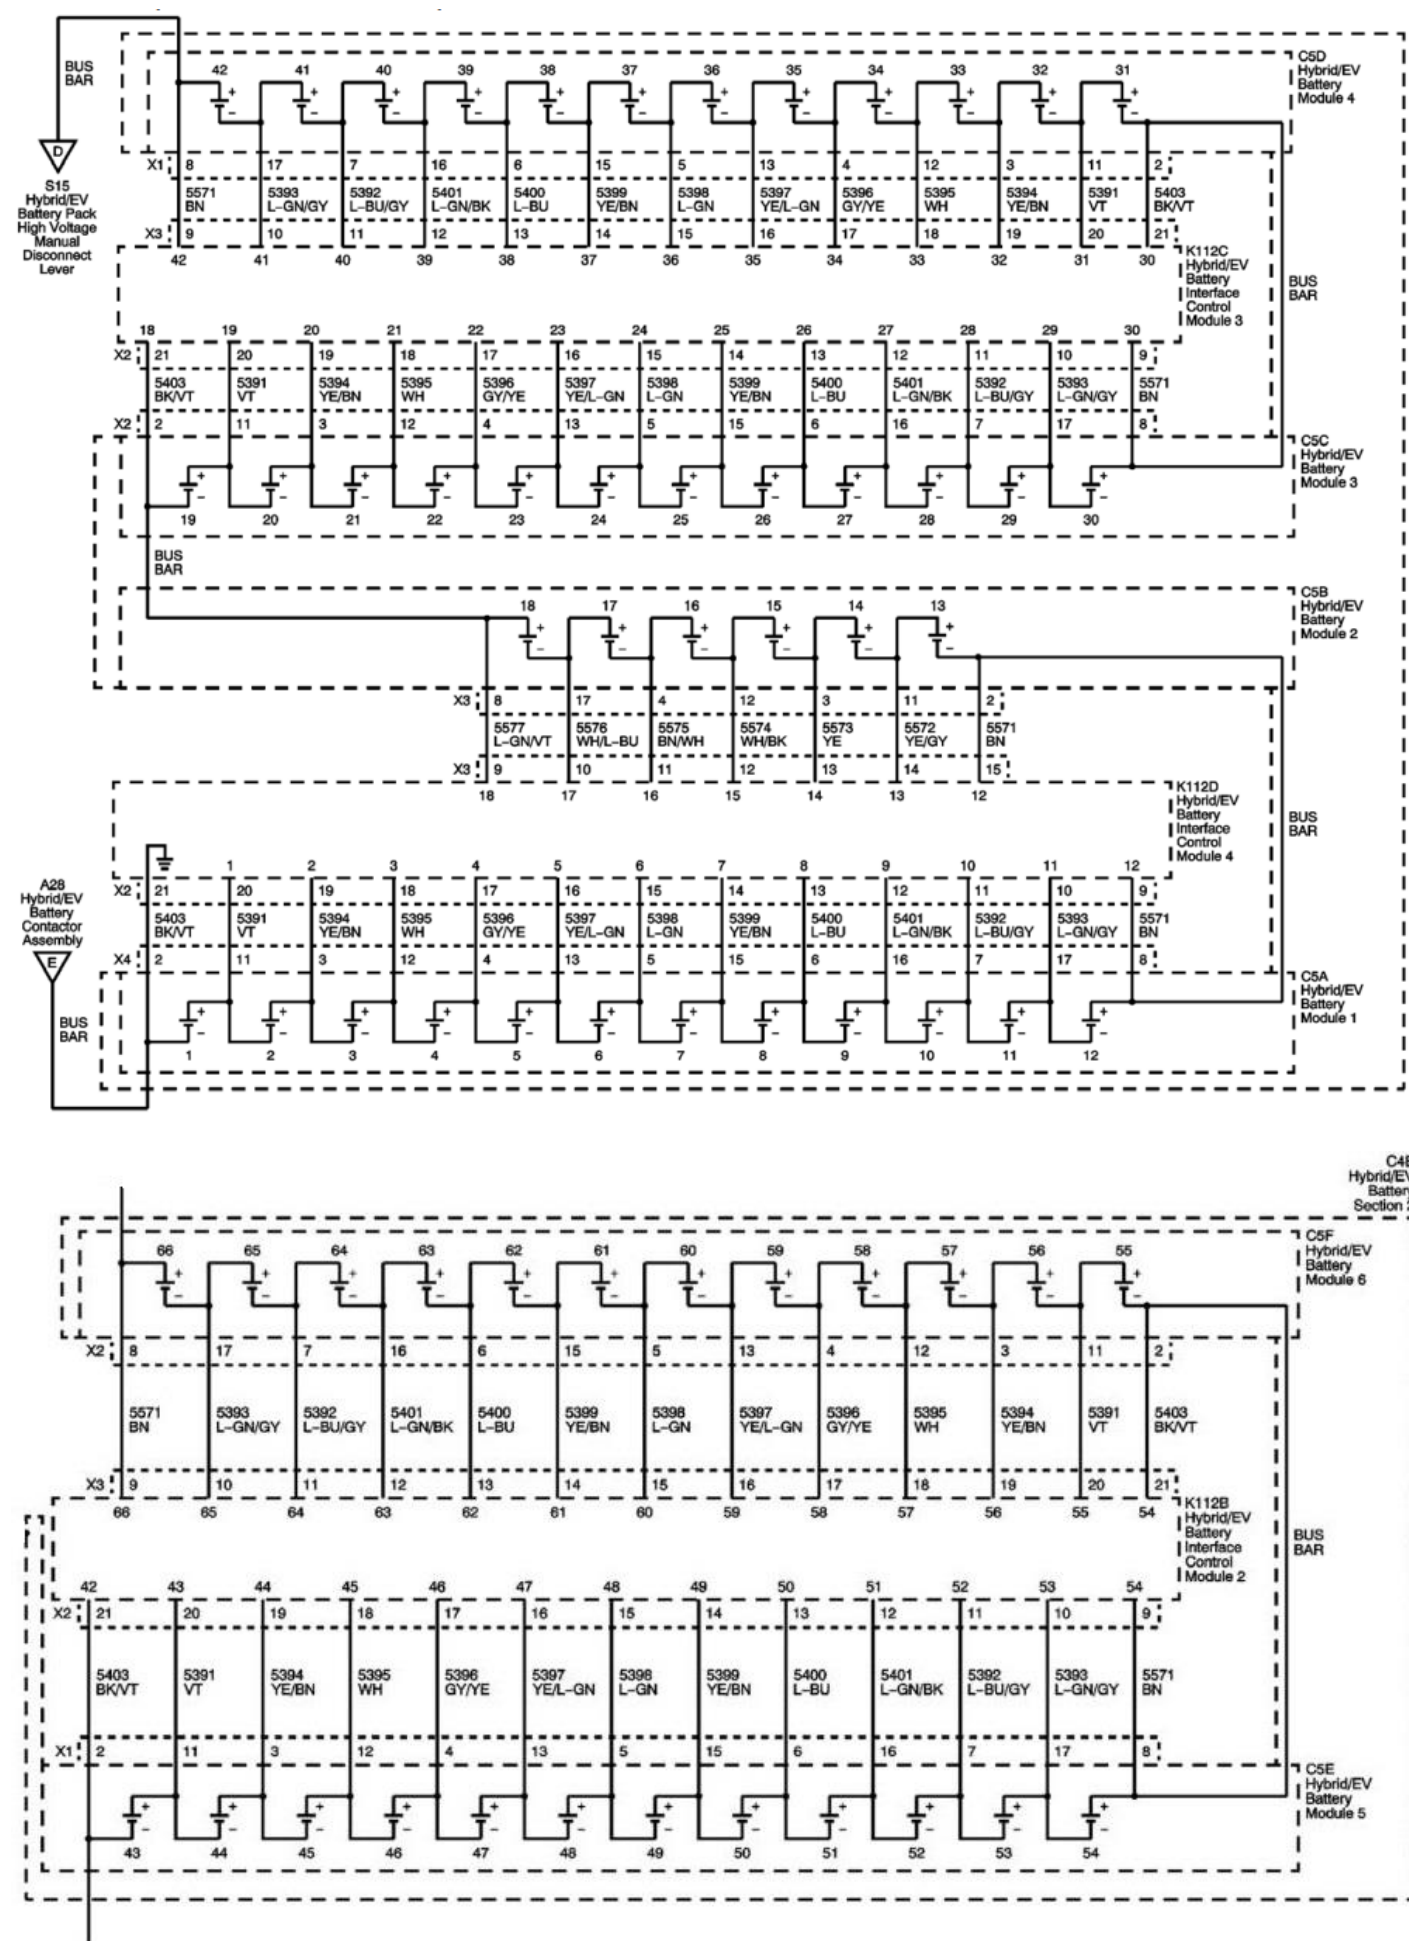 BUS
BAR
D
S15
Hybrid/EV
Battery Pack
High Voltage
Manual
Disconnect
Lever
42 41 40 39 38 37 36 35 34 33 32 31
C5D
Hybrid/EV
Battery
Module 4
+ + + + + + + + + + + +
− − − − − − − − − − − −
X1 8 17 7 16 6 15 5 13 4 12 3 11 2
5571 5393 5392 5401 5400 5399 5398 5397 5396 5395 5394 5391 5403
BN L-GN/GY L-BU/GY L-GN/BK L-BU YE/BN L-GN YE/L-GN GY/YE WH YE/BN VT BK/VT
X3 9 10 11 12 13 14 15 16 17 18 19 20 21
42 41 40 39 38 37 36 35 34 33 32 31 30
K112C
Hybrid/EV
Battery
Interface
Control
Module 3
BUS
BAR
18 19 20 21 22 23 24 25 26 27 28 29 30
X2 21 20 19 18 17 16 15 14 13 12 11 10 9
5403 5391 5394 5395 5396 5397 5398 5399 5400 5401 5392 5393 5571
BK/VT VT YE/BN WH GY/YE YE/L-GN L-GN YE/BN L-BU L-GN/BK L-BU/GY L-GN/GY BN
X2 2 11 3 12 4 13 5 15 6 16 7 17 8
C5C
Hybrid/EV
Battery
Module 3
+ + + + + + + + + + + +
− − − − − − − − − − − −
19 20 21 22 23 24 25 26 27 28 29 30
BUS
BAR
C5B
Hybrid/EV
Battery
Module 2
18 17 16 15 14 13
+ + + + + +
− − − − − −
X3 8 17 4 12 3 11 2
5577 5576 5575 5574 5573 5572 5571
L-GN/VT WH/L-BU BN/WH WH/BK YE YE/GY BN
X3 9 10 11 12 13 14 15
18 17 16 15 14 13 12
K112D
Hybrid/EV
Battery
Interface
Control
Module 4
BUS
BAR
A28
Hybrid/EV
Battery
Contactor
Assembly
E
BUS
BAR
1 2 3 4 5 6 7 8 9 10 11 12
X2 21 20 19 18 17 16 15 14 13 12 11 10 9
5403 5391 5394 5395 5396 5397 5398 5399 5400 5401 5392 5393 5571
BK/VT VT YE/BN WH GY/YE YE/L-GN L-GN YE/BN L-BU L-GN/BK L-BU/GY L-GN/GY BN
X4 2 11 3 12 4 13 5 15 6 16 7 17 8
C5A
Hybrid/EV
Battery
Module 1
+ + + + + + + + + + + +
− − − − − − − − − − − −
1 2 3 4 5 6 7 8 9 10 11 12
Hybrid/EV
Battery
Section
C5F
Hybrid/EV
Battery
Module 6
66 65 64 63 62 61 60 59 58 57 56 55
+ + + + + + + + + + + +
− − − − − − − − − − − −
X2 8 17 7 16 6 15 5 13 4 12 3 11 2
5571 5393 5392 5401 5400 5399 5398 5397 5396 5395 5394 5391 5403
BN L-GN/GY L-BU/GY L-GN/BK L-BU YE/BN L-GN YE/L-GN GY/YE WH YE/BN VT BK/VT
X3 9 10 11 12 13 14 15 16 17 18 19 20 21
66 65 64 63 62 61 60 59 58 57 56 55 54
K112B
Hybrid/EV
Battery
Interface
Control
Module 2
BUS
BAR
42 43 44 45 46 47 48 49 50 51 52 53 54
X2 21 20 19 18 17 16 15 14 13 12 11 10 9
5403 5391 5394 5395 5396 5397 5398 5399 5400 5401 5392 5393 5571
BK/VT VT YE/BN WH GY/YE YE/L-GN L-GN YE/BN L-BU L-GN/BK L-BU/GY L-GN/GY BN
X1 2 11 3 12 4 13 5 15 6 16 7 17 8
C5E
Hybrid/EV
Battery
Module 5
+ + + + + + + + + + + +
− − − − − − − − − − − −
43 44 45 46 47 48 49 50 51 52 53 54